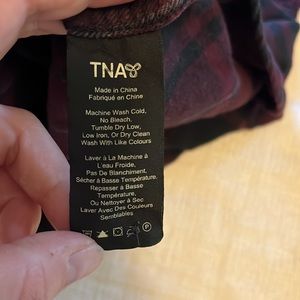 TNA
Made in China
Fabriqué en Chine
Machine Wash Cold,
No Bleach,
Tumble Dry Low,
Low Iron, Or Dry Clean
Wash With Like Colours
Laver à La Machine à
L'eau Froide,
Pas De Blanchiment,
Sécher à Basse Température,
Repasser à Basse
Température,
Ou Nettoyer à Sec
Laver Avec Des Couleurs
Semblables
P